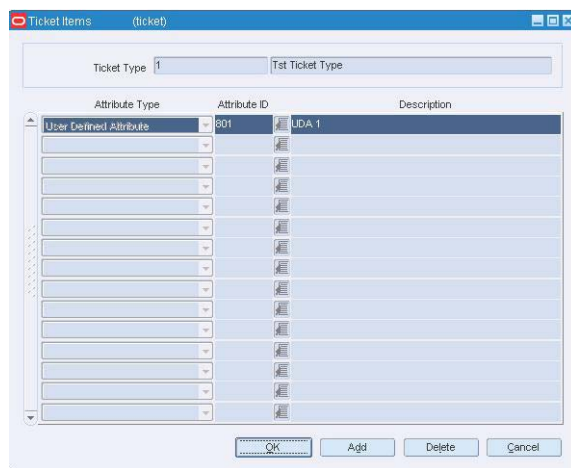 Ticket Items (ticket)
Ticket Type 1 Tst Ticket Type
Attribute Type Attribute ID Description
User Defined Attribute 801 UDA 1
OK Add Delete Cancel